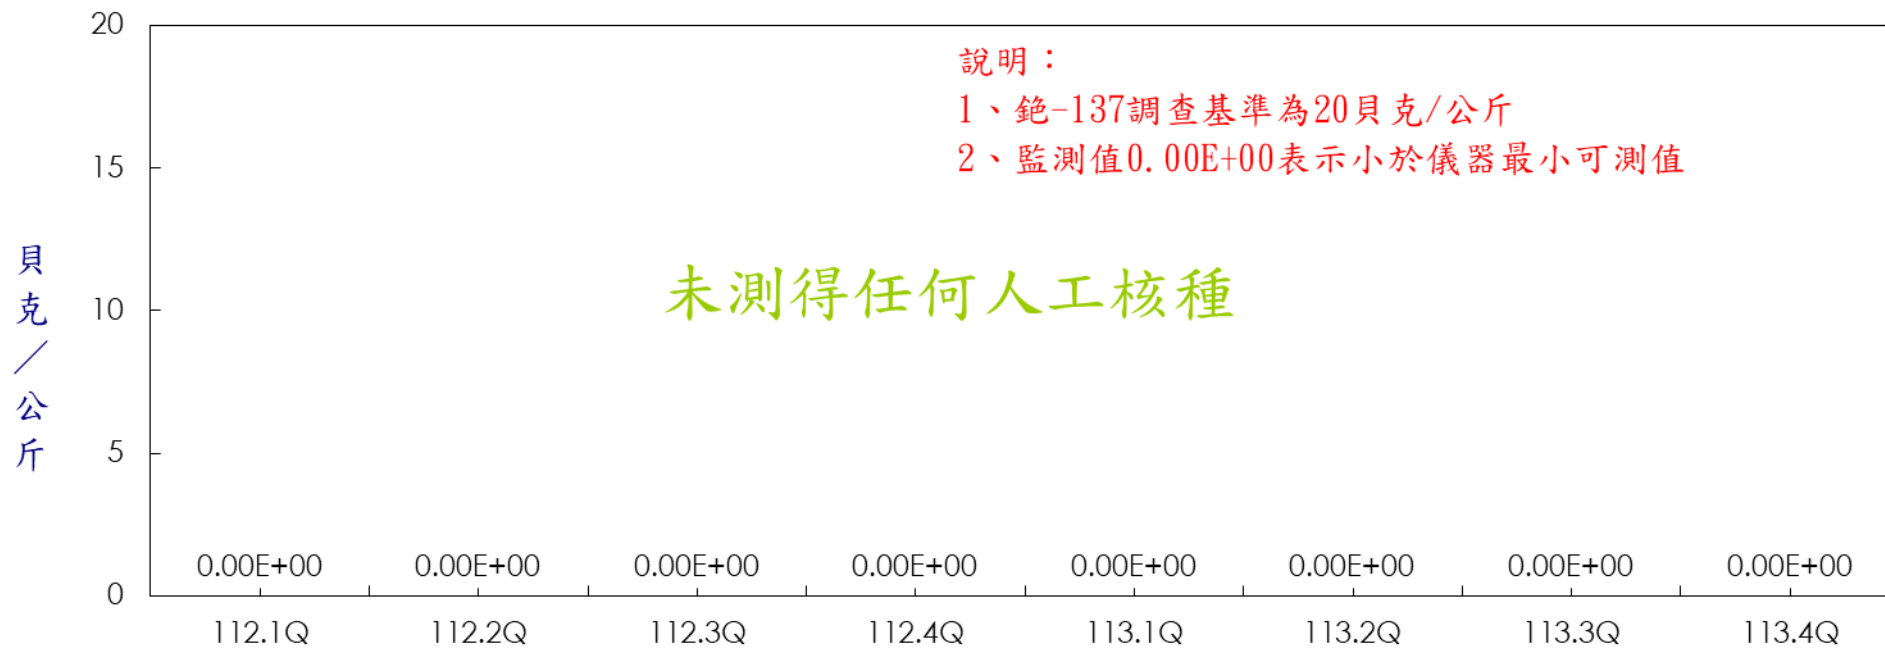 20
說明：
1、銫-137調查基準為20貝克/公斤
2、監測值0.00E+00表示小於儀器最小可測值
15
未測得任何人工核種
10
貝克／公斤
5
0.00E+00 0.00E+00 0.00E+00 0.00E+00 0.00E+00 0.00E+00 0.00E+00 0.00E+00
0
112.1Q 112.2Q 112.3Q 112.4Q 113.1Q 113.2Q 113.3Q 113.4Q